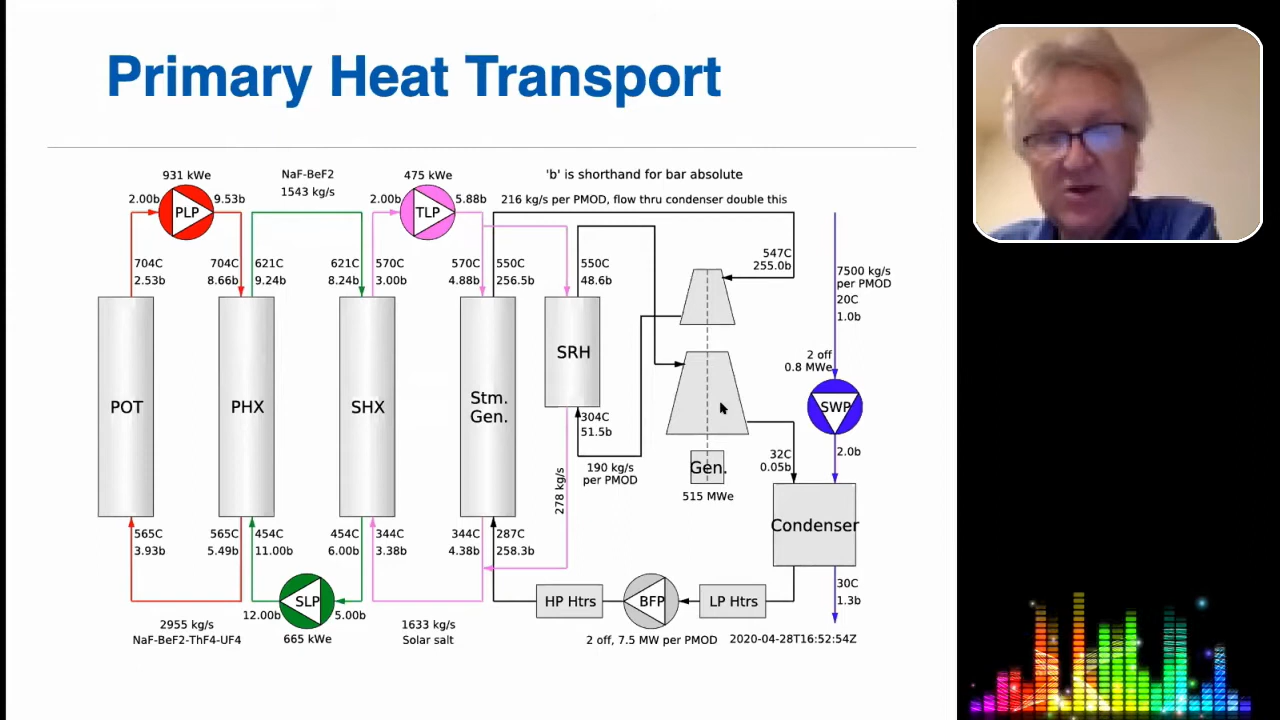 Primary Heat Transport
931 kWe
NaF-BeF2
1543 kg/s
475 kWe
'b' is shorthand for bar absolute
216 kg/s per PMOD, flow thru condenser double this
2.00b
PLP
9.53b
2.00b
TLP
5.88b
704C
2.53b
704C
8.66b
621C
9.24b
621C
8.24b
570C
3.00b
570C
4.88b
550C
256.5b
550C
48.6b
547C
255.0b
7500 kg/s
per PMOD
20C
1.0b
2 off
0.8 MWe
POT
PHX
SHX
Stm.
Gen.
SRH
SWP
304C
51.5b
190 kg/s
per PMOD
278 kg/s
Gen.
515 MWe
32C
0.05b
2.0b
Condenser
565C
3.93b
565C
5.49b
454C
11.00b
454C
6.00b
344C
3.38b
344C
4.38b
287C
258.3b
30C
1.3b
12.00b
SLP
5.00b
HP Htrs
BFP
LP Htrs
2955 kg/s
NaF-BeF2-ThF4-UF4
665 kWe
1633 kg/s
Solar salt
2 off, 7.5 MW per PMOD
2020-04-28T16:52:54Z